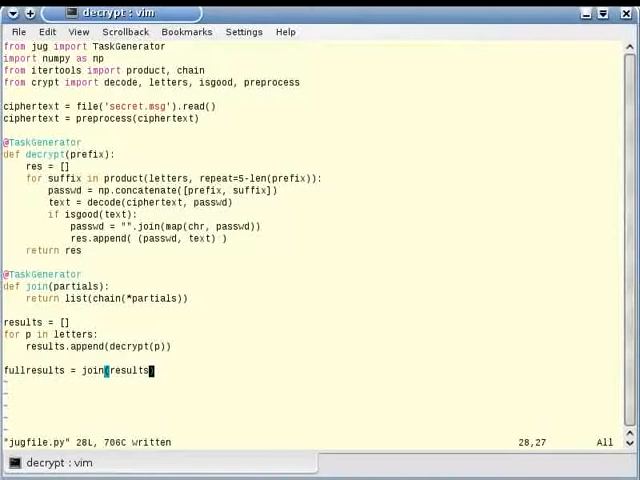 decrypt : vim
File Edit View Scrollback Bookmarks Settings Help
from jug import TaskGenerator
import numpy as np
from itertools import product, chain
from crypt import decode, letters, isgood, preprocess
ciphertext = file('secret.msg').read()
ciphertext = preprocess(ciphertext)
@TaskGenerator
def decrypt(prefix):
    res = []
    for suffix in product(letters, repeat=5-len(prefix)):
        passwd = np.concatenate([prefix, suffix])
        text = decode(ciphertext, passwd)
        if isgood(text):
            passwd = "".join(map(chr, passwd))
            res.append( (passwd, text) )
    return res
@TaskGenerator
def join(partials):
    return list(chain(*partials))
results = []
for p in letters:
    results.append(decrypt(p))
fullresults = join(results)
~
~
~
~
~
"jugfile.py" 28L, 706C written 28,27 All
decrypt : vim